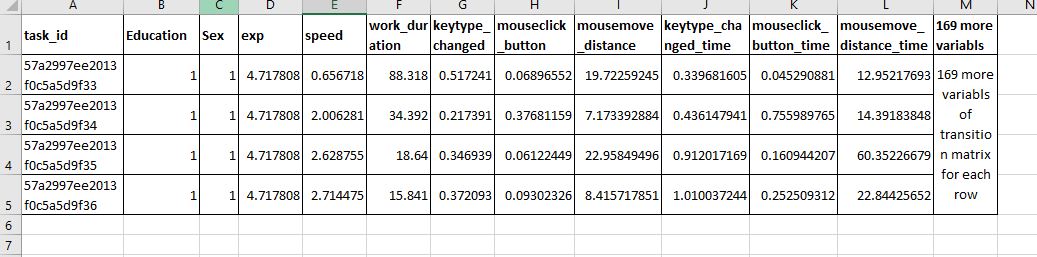 A B C D E F G H I J K L M N
1 task_id Education Sex exp speed work_duration keytype_changed mouseclick_button mousemove_distance keytype_changed_time mouseclick_button_time mousemove_distance_time 169 more variabls
2 57a2997ee2013f0c5a5d9f33 1 1 4.717808 0.656718 88.318 0.517241 0.06896552 19.72259245 0.339681605 0.045290881 12.95217693 169 more variabls of transition matrix for each row
3 57a2997ee2013f0c5a5d9f34 1 1 4.717808 2.006281 34.392 0.217391 0.37681159 7.173392884 0.436147941 0.755989765 14.39183848
4 57a2997ee2013f0c5a5d9f35 1 1 4.717808 2.628755 18.64 0.346939 0.06122449 22.95849496 0.912017169 0.160944207 60.35226679
5 57a2997ee2013f0c5a5d9f36 1 1 4.717808 2.714475 15.841 0.372093 0.09302326 8.415717851 1.010037244 0.252509312 22.84425652
6
7